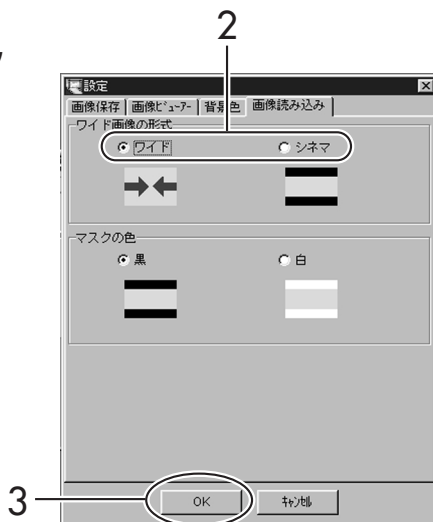 2
設定
画像保存 画像ビューアー 背景色 画像読み込み
ワイド画像の形式
ワイド シネマ
マスクの色
黒 白
3
OK キャンセル